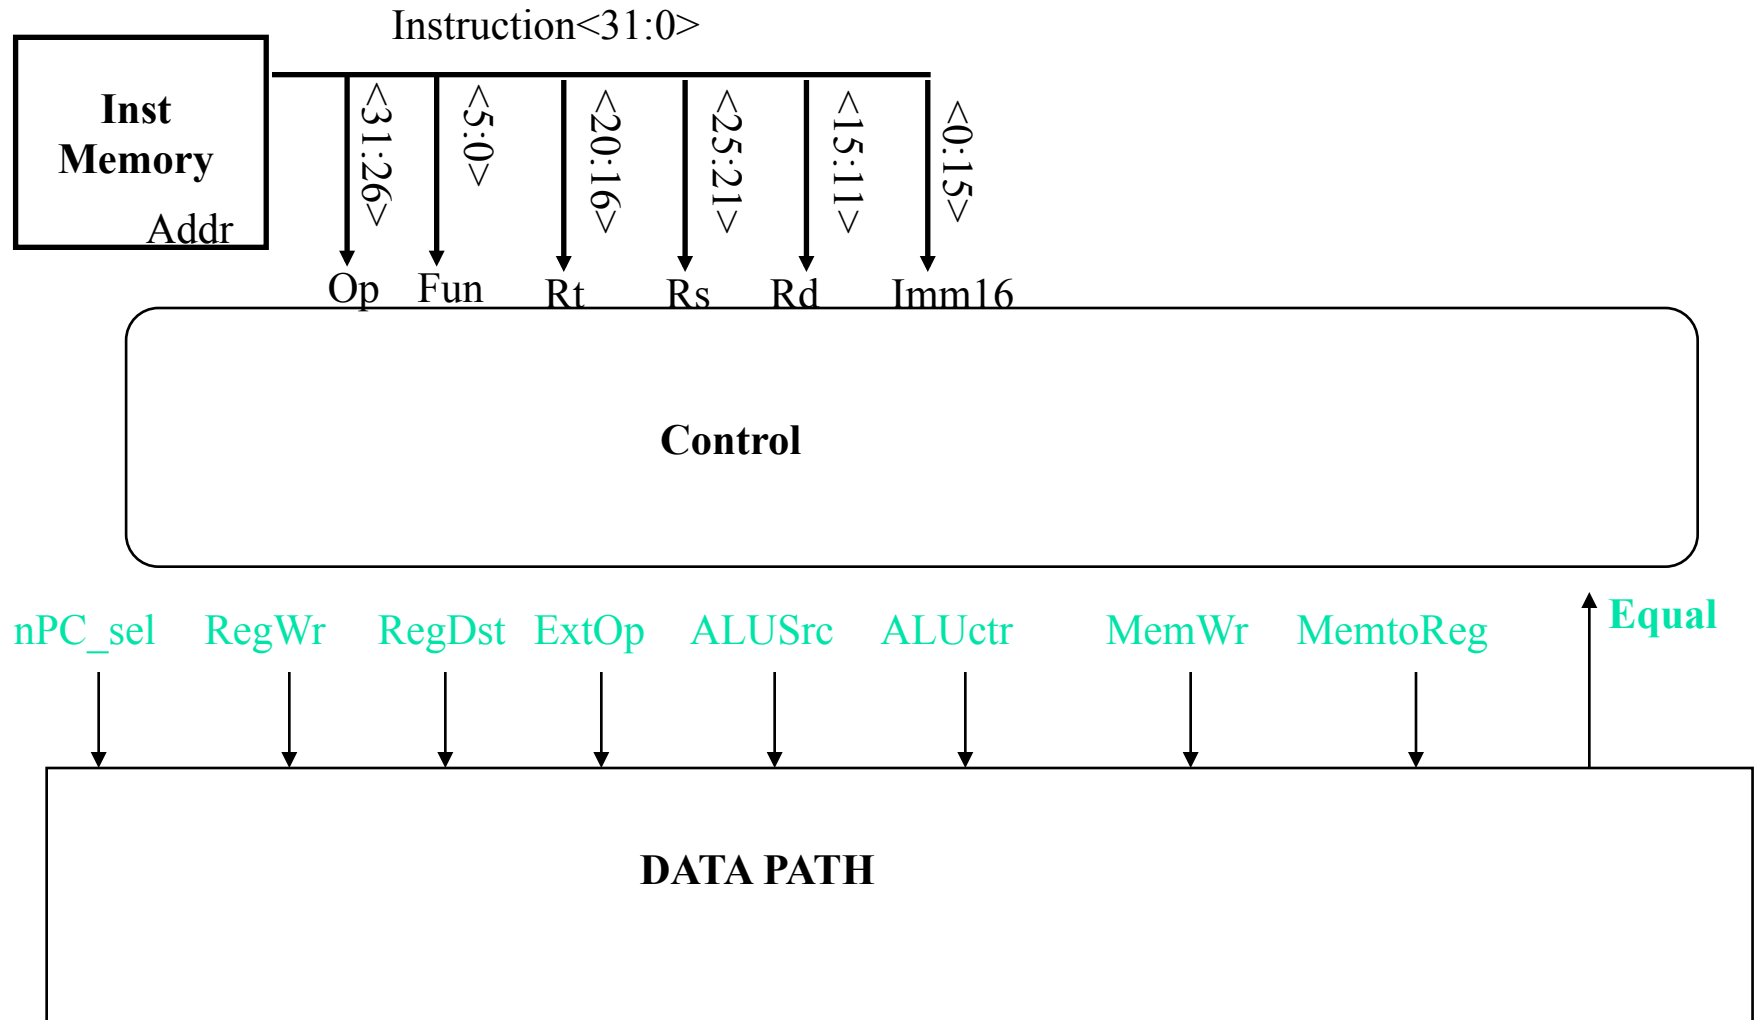 Instruction<31:0>
Inst
Memory
Addr
<31:26>
<5:0>
<20:16>
<25:21>
<15:11>
<0:15>
Op
Fun
Rt
Rs
Rd
Imm16
Control
nPC_sel
RegWr
RegDst
ExtOp
ALUSrc
ALUctr
MemWr
MemtoReg
Equal
DATA PATH